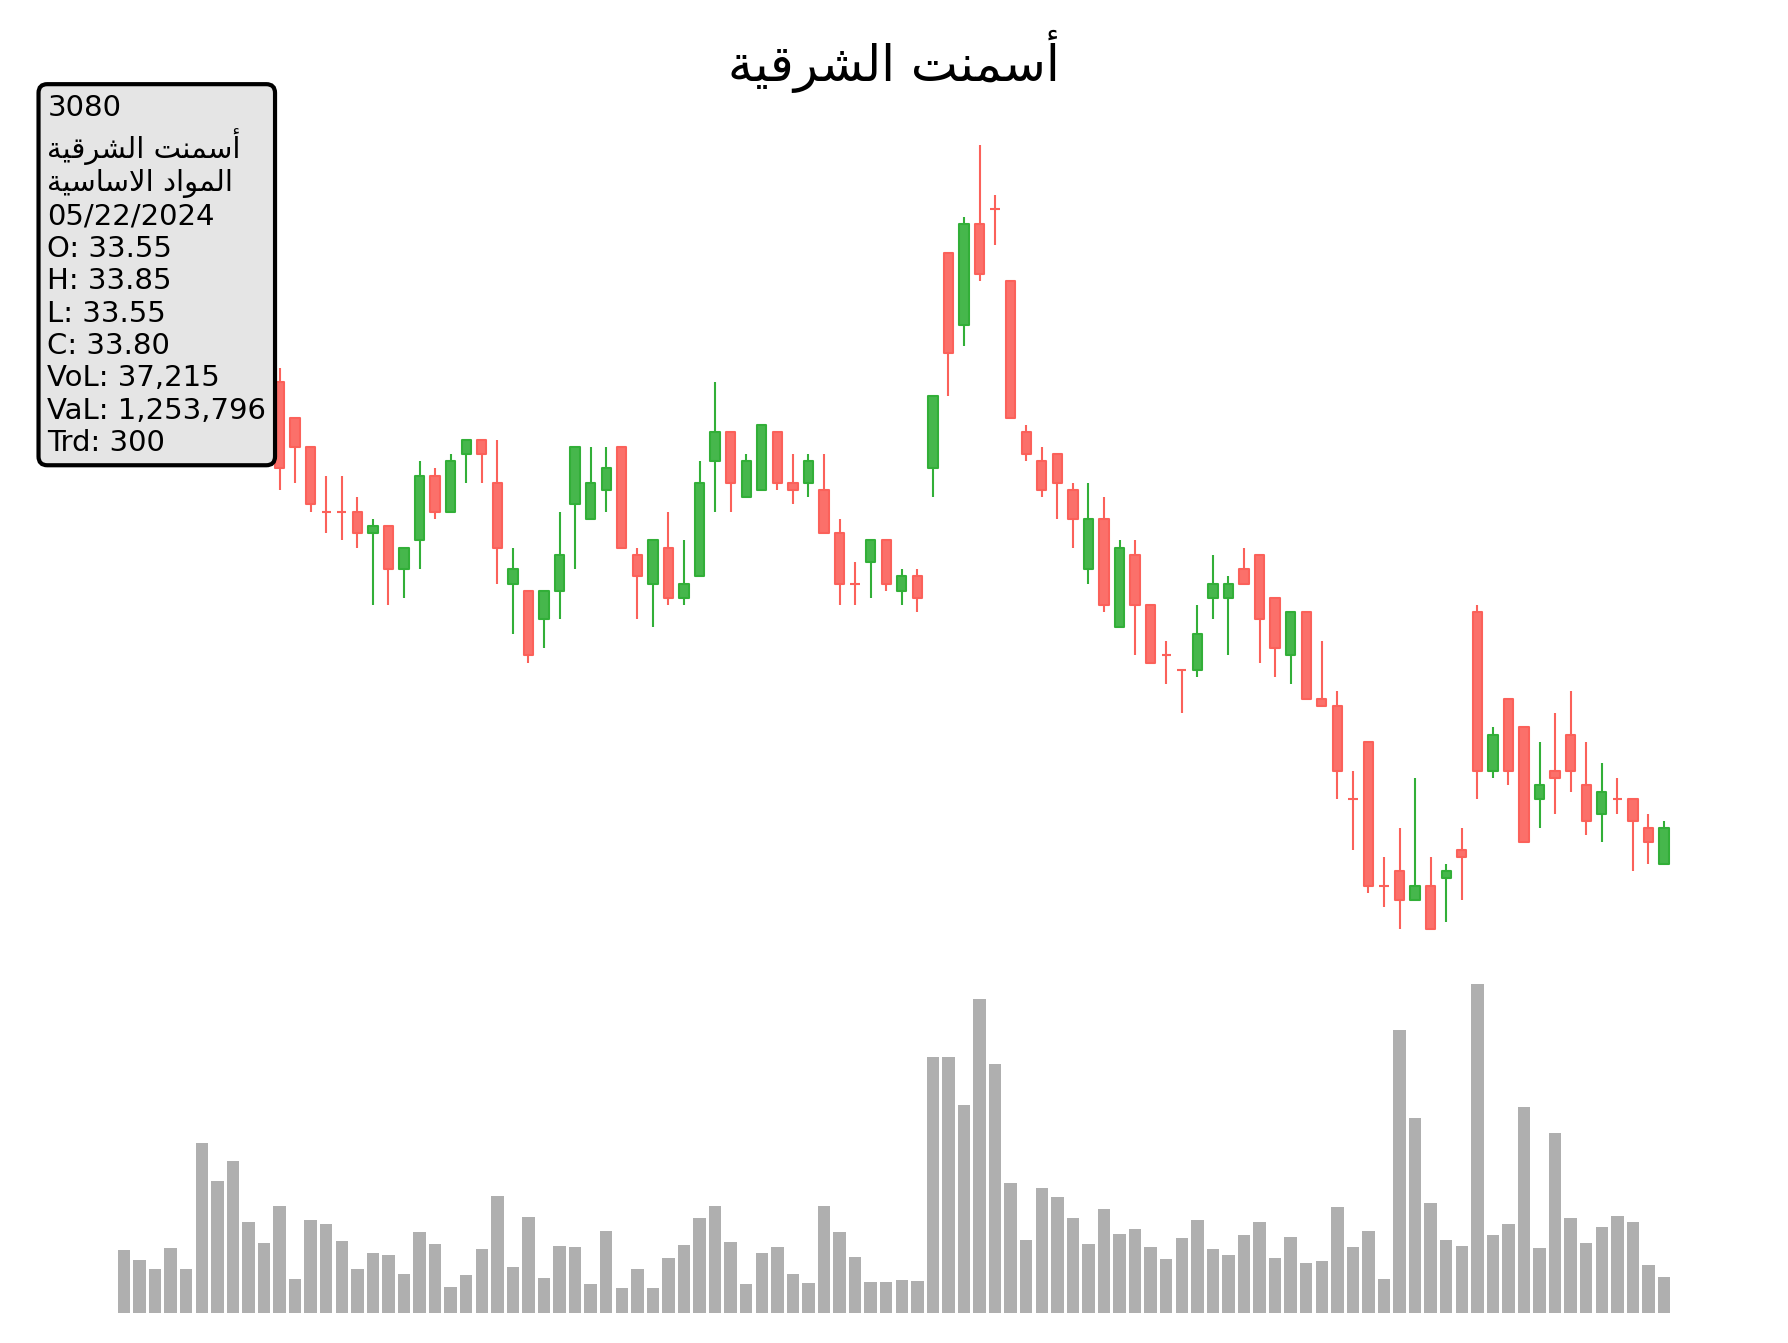 أسمنت الشرقية
3080
أسمنت الشرقية
المواد الاساسية
05/22/2024
O: 33.55
H: 33.85
L: 33.55
C: 33.80
VoL: 37,215
VaL: 1,253,796
Trd: 300